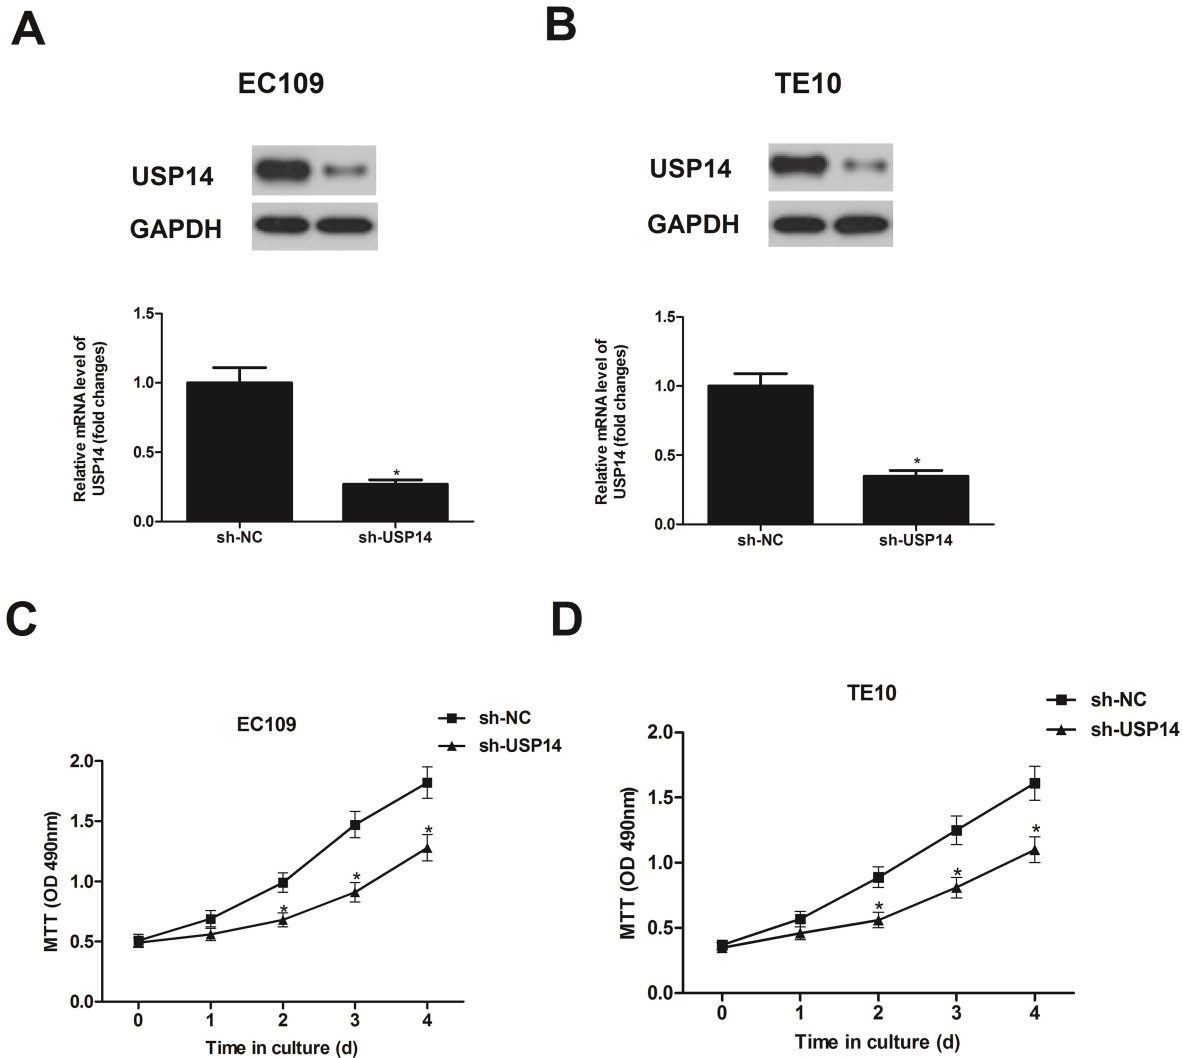 A
EC109
USP14
GAPDH
Relative mRNA level of
USP14 (fold changes)
1.5
1.0
0.5
0.0
*
sh-NC
sh-USP14
B
TE10
USP14
GAPDH
Relative mRNA level of
USP14 (fold changes)
1.5
1.0
0.5
0.0
*
sh-NC
sh-USP14
C
EC109
sh-NC
sh-USP14
MTT (OD 490nm)
2.0
1.5
1.0
0.5
0.0
*
*
*
0 1 2 3 4
Time in culture (d)
D
TE10
sh-NC
sh-USP14
MTT (OD 490nm)
2.0
1.5
1.0
0.5
0.0
*
*
*
0 1 2 3 4
Time in culture (d)